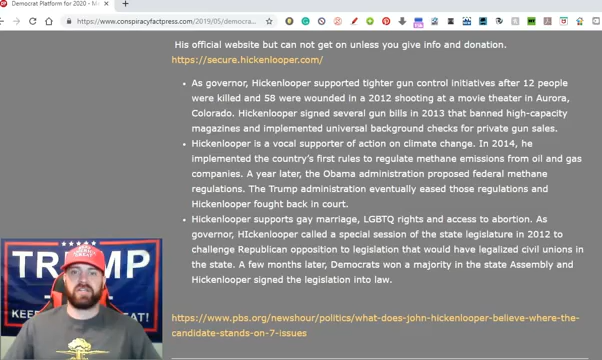 Democrat Platform for 2020 - M
https://www.conspiracyfactpress.com/2019/05/democra...
His official website but can not get on unless you give info and donation.
https://secure.hickenlooper.com/
As governor, Hickenlooper supported tighter gun control initiatives after 12 people
were killed and 58 were wounded in a 2012 shooting at a movie theater in Aurora,
Colorado. Hickenlooper signed several gun bills in 2013 that banned high-capacity
magazines and implemented universal background checks for private gun sales.
Hickenlooper is a vocal supporter of action on climate change. In 2014, he
implemented the country's first rules to regulate methane emissions from oil and gas
companies. A year later, the Obama administration proposed federal methane
regulations. The Trump administration eventually eased those regulations and
Hickenlooper fought back in court.
Hickenlooper supports gay marriage, LGBTQ rights and access to abortion. As
governor, HIckenlooper called a special session of the state legislature in 2012 to
challenge Republican opposition to legislation that would have legalized civil unions in
the state. A few months later, Democrats won a majority in the state Assembly and
Hickenlooper signed the legislation into law.
TRUMP
KEE GREAT!
https://www.pbs.org/newshour/politics/what-does-john-hickenlooper-believe-where-the-
candidate-stands-on-7-issues